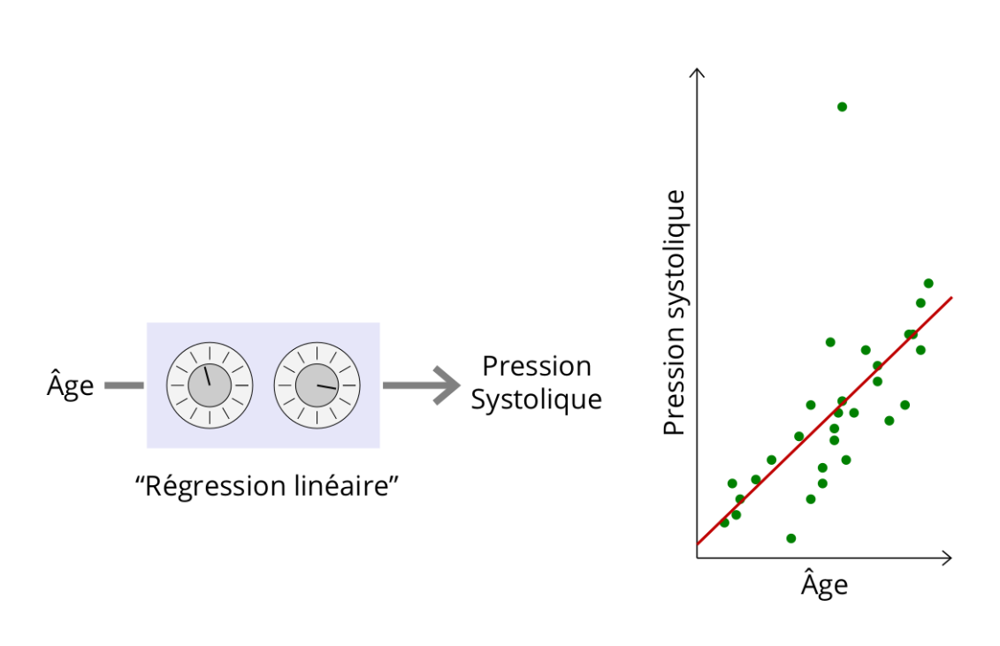 Âge
Pression
Systolique
“Régression linéaire”
Pression systolique
Âge